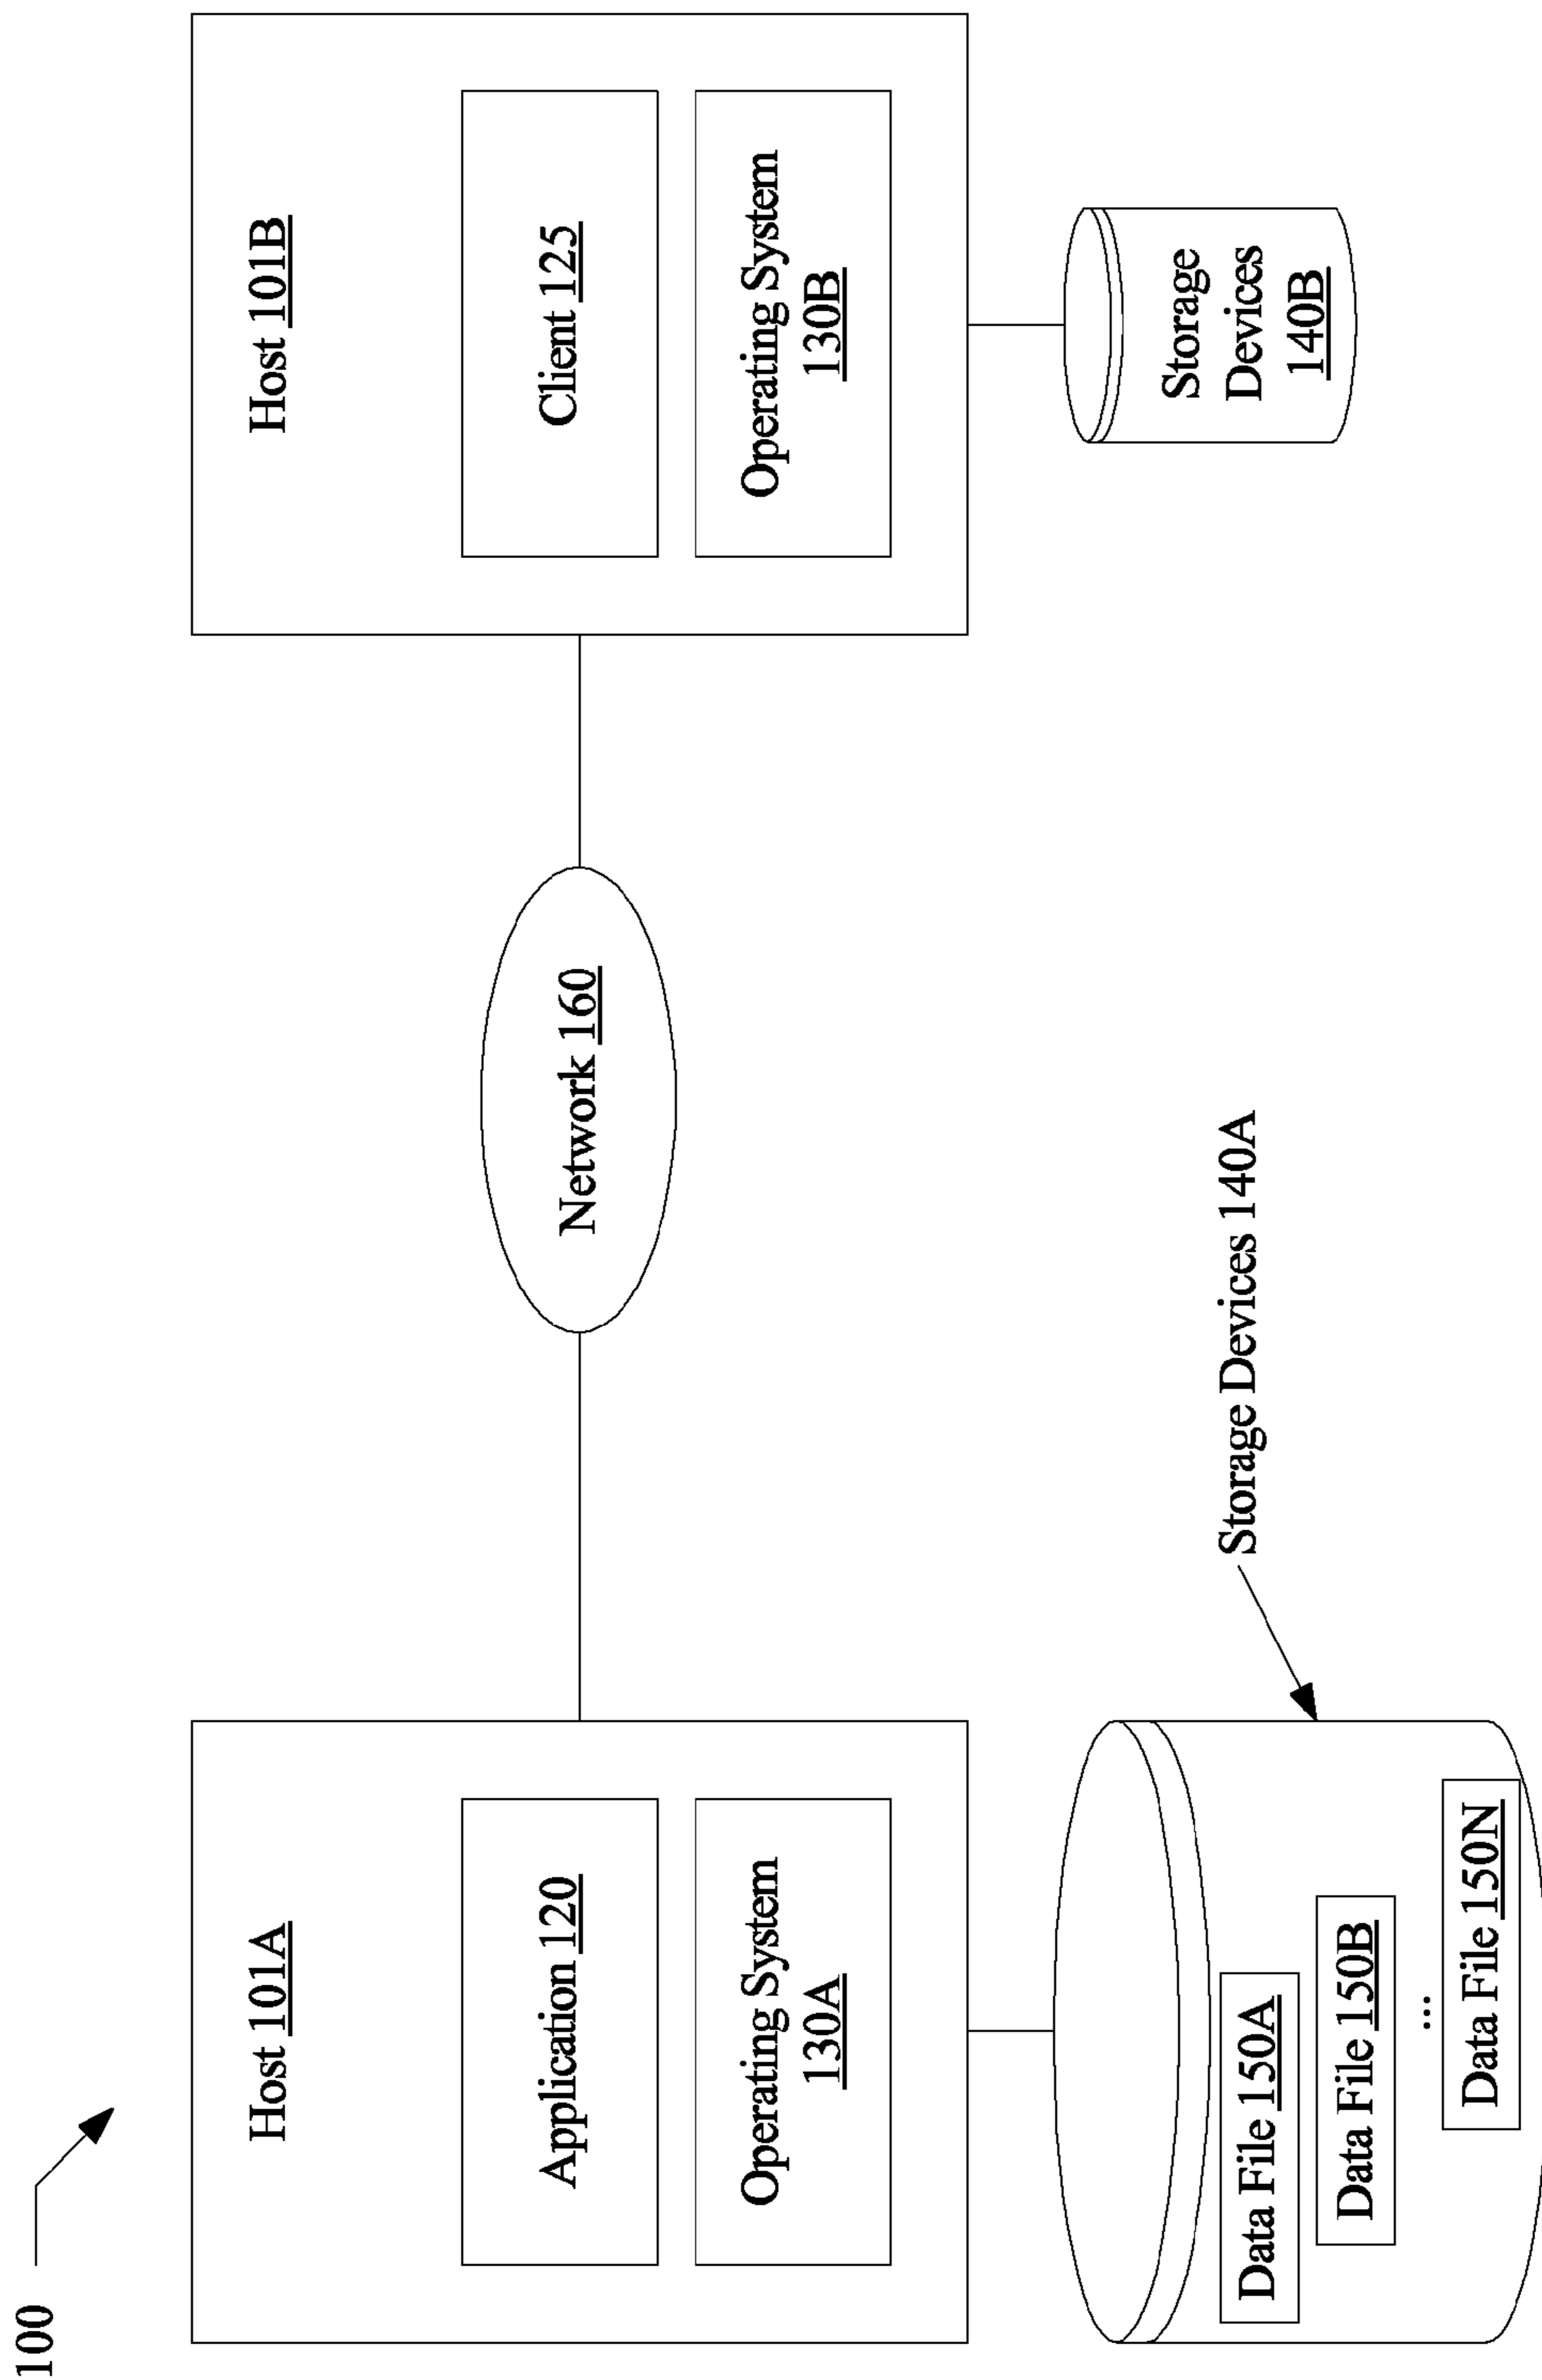 100
Host 101A
Application 120
Operating System
130A
Data File 150A
Data File 150B
...
Data File 150N
Storage Devices 140A
Network 160
Host 101B
Client 125
Operating System
130B
Storage
Devices
140B